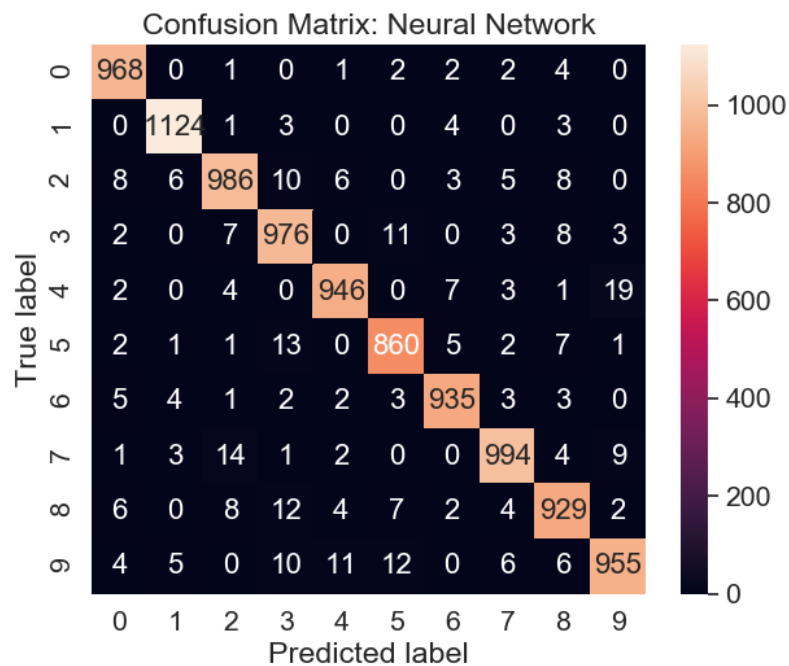 Confusion Matrix: Neural Network
True label
0 968 0 1 0 1 2 2 2 4 0
1 0 1124 1 3 0 0 4 0 3 0
2 8 6 986 10 6 0 3 5 8 0
3 2 0 7 976 0 11 0 3 8 3
4 2 0 4 0 946 0 7 3 1 19
5 2 1 1 13 0 860 5 2 7 1
6 5 4 1 2 2 3 935 3 3 0
7 1 3 14 1 2 0 0 994 4 9
8 6 0 8 12 4 7 2 4 929 2
9 4 5 0 10 11 12 0 6 6 955
0 1 2 3 4 5 6 7 8 9
Predicted label
1000
800
600
400
200
0